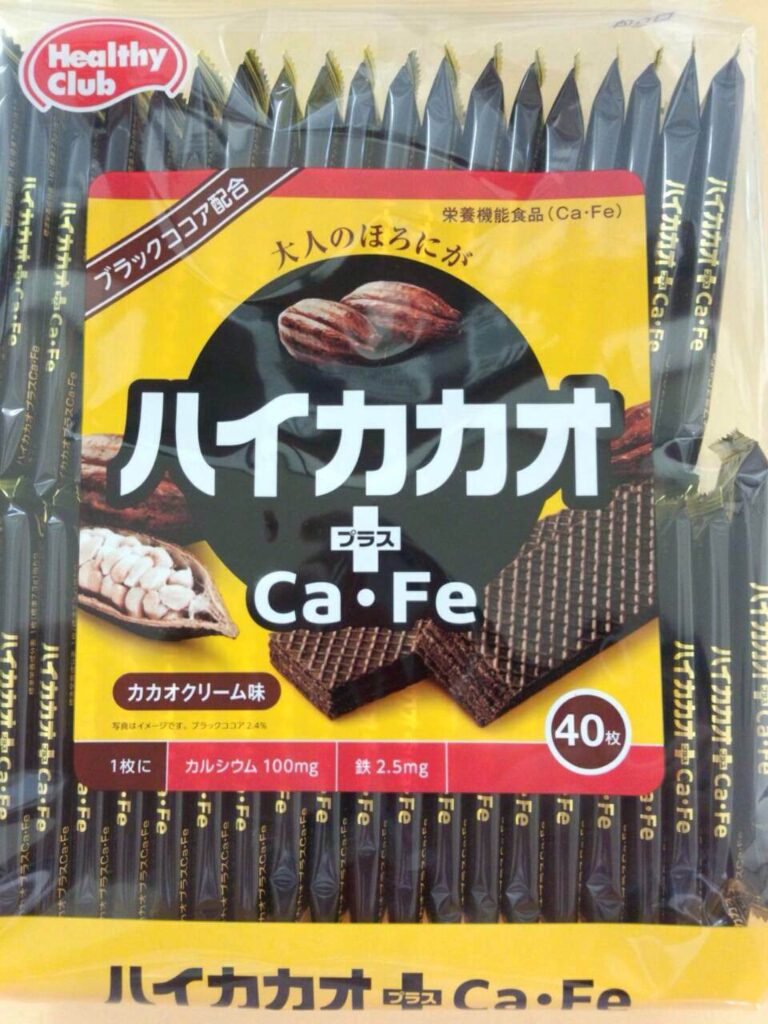 Healthy
Club
ブラックココア配合
栄養機能食品(Ca・Fe)
大人のほろにが
ハイカカオ
プラス
Ca・Fe
カカオクリーム味
写真はイメージです。ブラックココア2.4%
40枚
1枚に
カルシウム 100mg
鉄 2.5mg
ハイカカオプラスCa・Fe